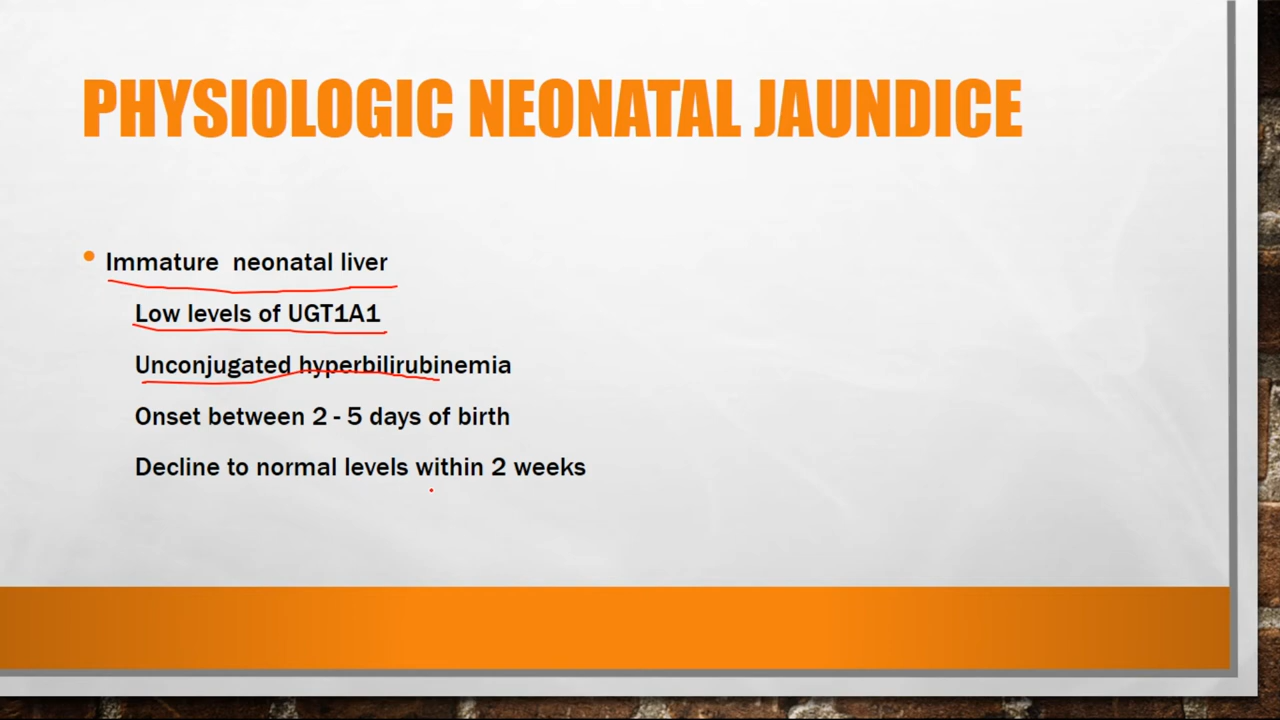 PHYSIOLOGIC NEONATAL JAUNDICE
Immature neonatal liver
Low levels of UGT1A1
Unconjugated hyperbilirubinemia
Onset between 2 - 5 days of birth
Decline to normal levels within 2 weeks